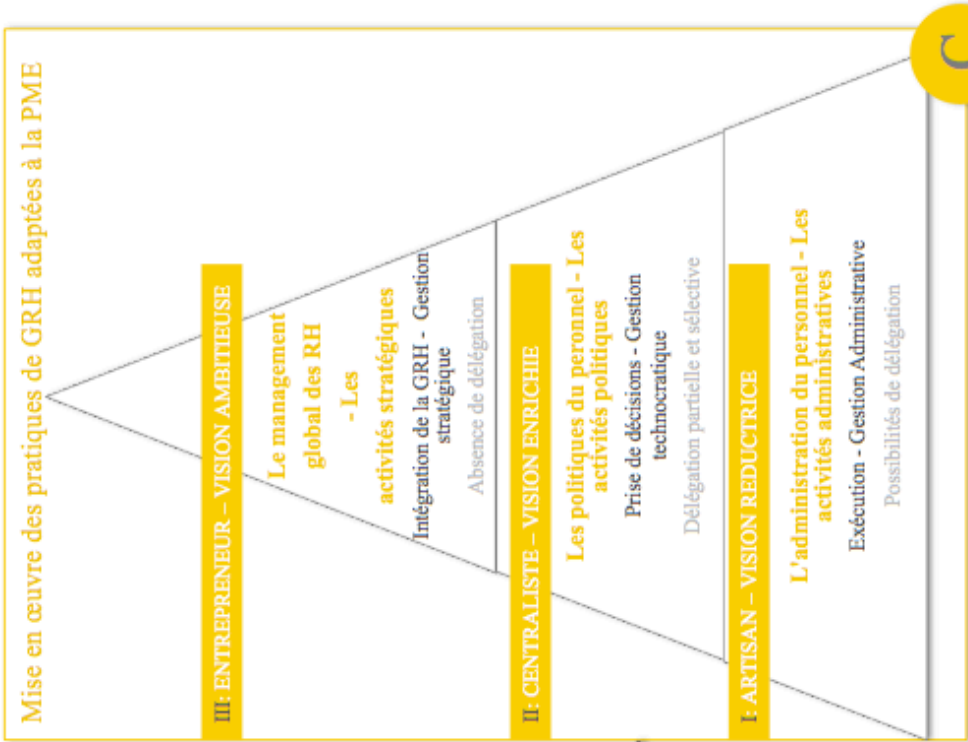 Mise en œuvre des pratiques de GRH adaptées à la PME
III: ENTREPRENEUR – VISION AMBITIEUSE
Le management
global des RH
- Les
activités stratégiques
Intégration de la GRH - Gestion
stratégique
Absence de délégation
II: CENTRALISTE – VISION ENRICHIE
Les politiques du peronnel - Les
activités politiques
Prise de décisions - Gestion
technocratique
Délégation partielle et sélective
I: ARTISAN – VISION REDUCTRICE
L'administration du personnel - Les
activités administratives
Exécution - Gestion Administrative
Possibilités de délégation
C